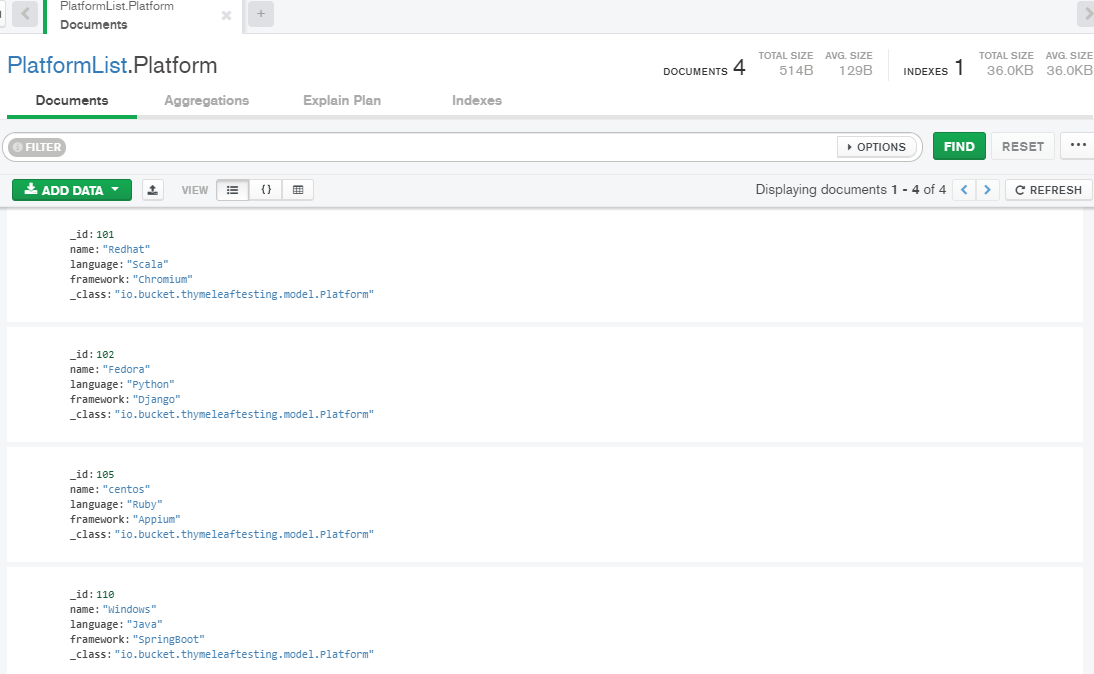 PlatformList.Platform
Documents
+
PlatformList.Platform
DOCUMENTS 4 TOTAL SIZE 514B AVG. SIZE 129B INDEXES 1 TOTAL SIZE 36.0KB AVG. SIZE 36.0KB
Documents Aggregations Explain Plan Indexes
FILTER OPTIONS FIND RESET ...
ADD DATA VIEW {} Displaying documents 1 - 4 of 4 < > REFRESH
_id: 101
name: "Redhat"
language: "Scala"
framework: "Chromium"
_class: "io.bucket.thymeleaftesting.model.Platform"
_id: 102
name: "Fedora"
language: "Python"
framework: "Django"
_class: "io.bucket.thymeleaftesting.model.Platform"
_id: 105
name: "centos"
language: "Ruby"
framework: "Appium"
_class: "io.bucket.thymeleaftesting.model.Platform"
_id: 110
name: "Windows"
language: "Java"
framework: "SpringBoot"
_class: "io.bucket.thymeleaftesting.model.Platform"